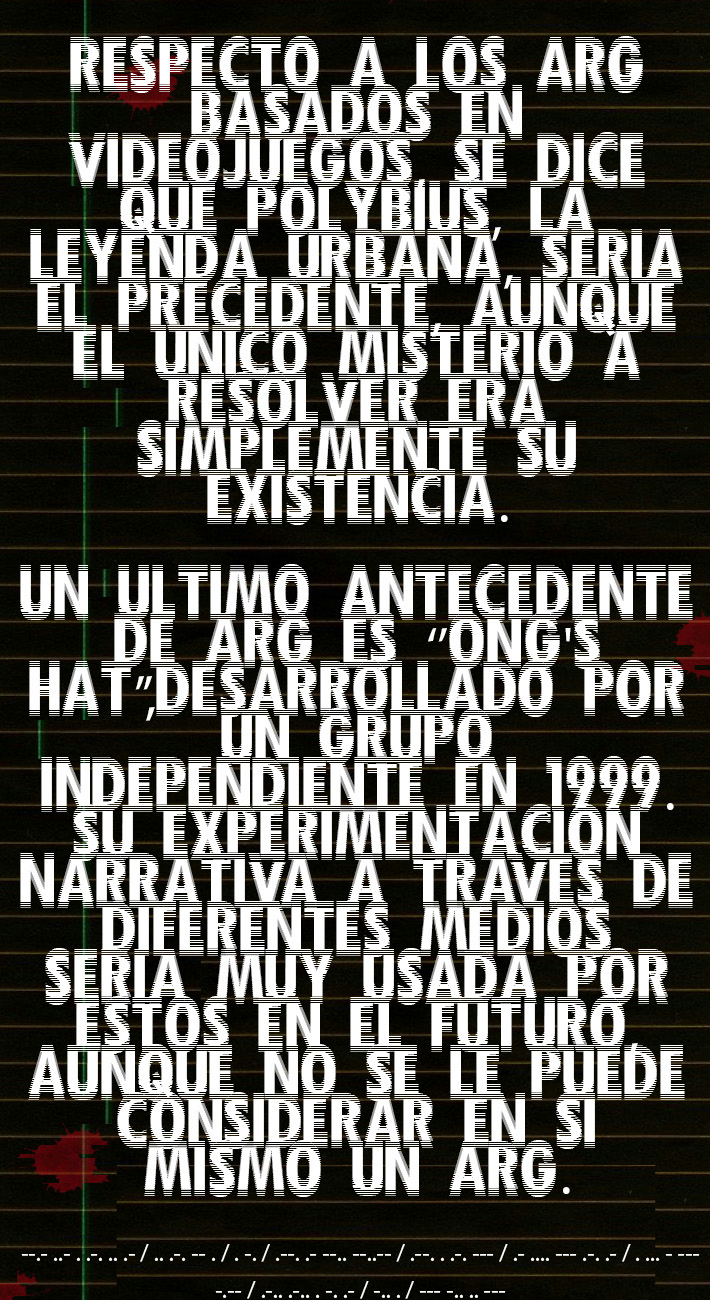 RESPECTO A LOS ARG
BASADOS EN
VIDEOJUEGOS, SE DICE
QUE POLYBIUS, LA
LEYENDA URBANA, SERIA
EL PRECEDENTE, AUNQUE
EL UNICO MISTERIO A
RESOLVER ERA
SIMPLEMENTE SU
EXISTENCIA.
UN ULTIMO ANTECEDENTE
DE ARG ES “ONG'S
HAT”,DESARROLLADO POR
UN GRUPO
INDEPENDIENTE EN 1999.
SU EXPERIMENTACION
NARRATIVA A TRAVES DE
DIFERENTES MEDIOS
SERIA MUY USADA POR
ESTOS EN EL FUTURO,
AUNQUE NO SE LE PUEDE
CONSIDERAR EN SI
MISMO UN ARG.
--.- ..- . .-. .. .- / .. .-. -- . / . -. / .--. .- --.. --..-- / .--. . .-. --- / .- .... --- .-. .- / . ... - ---
-.-- / .-.. .-.. . -. .- / -.. . / --- -.. .. ---